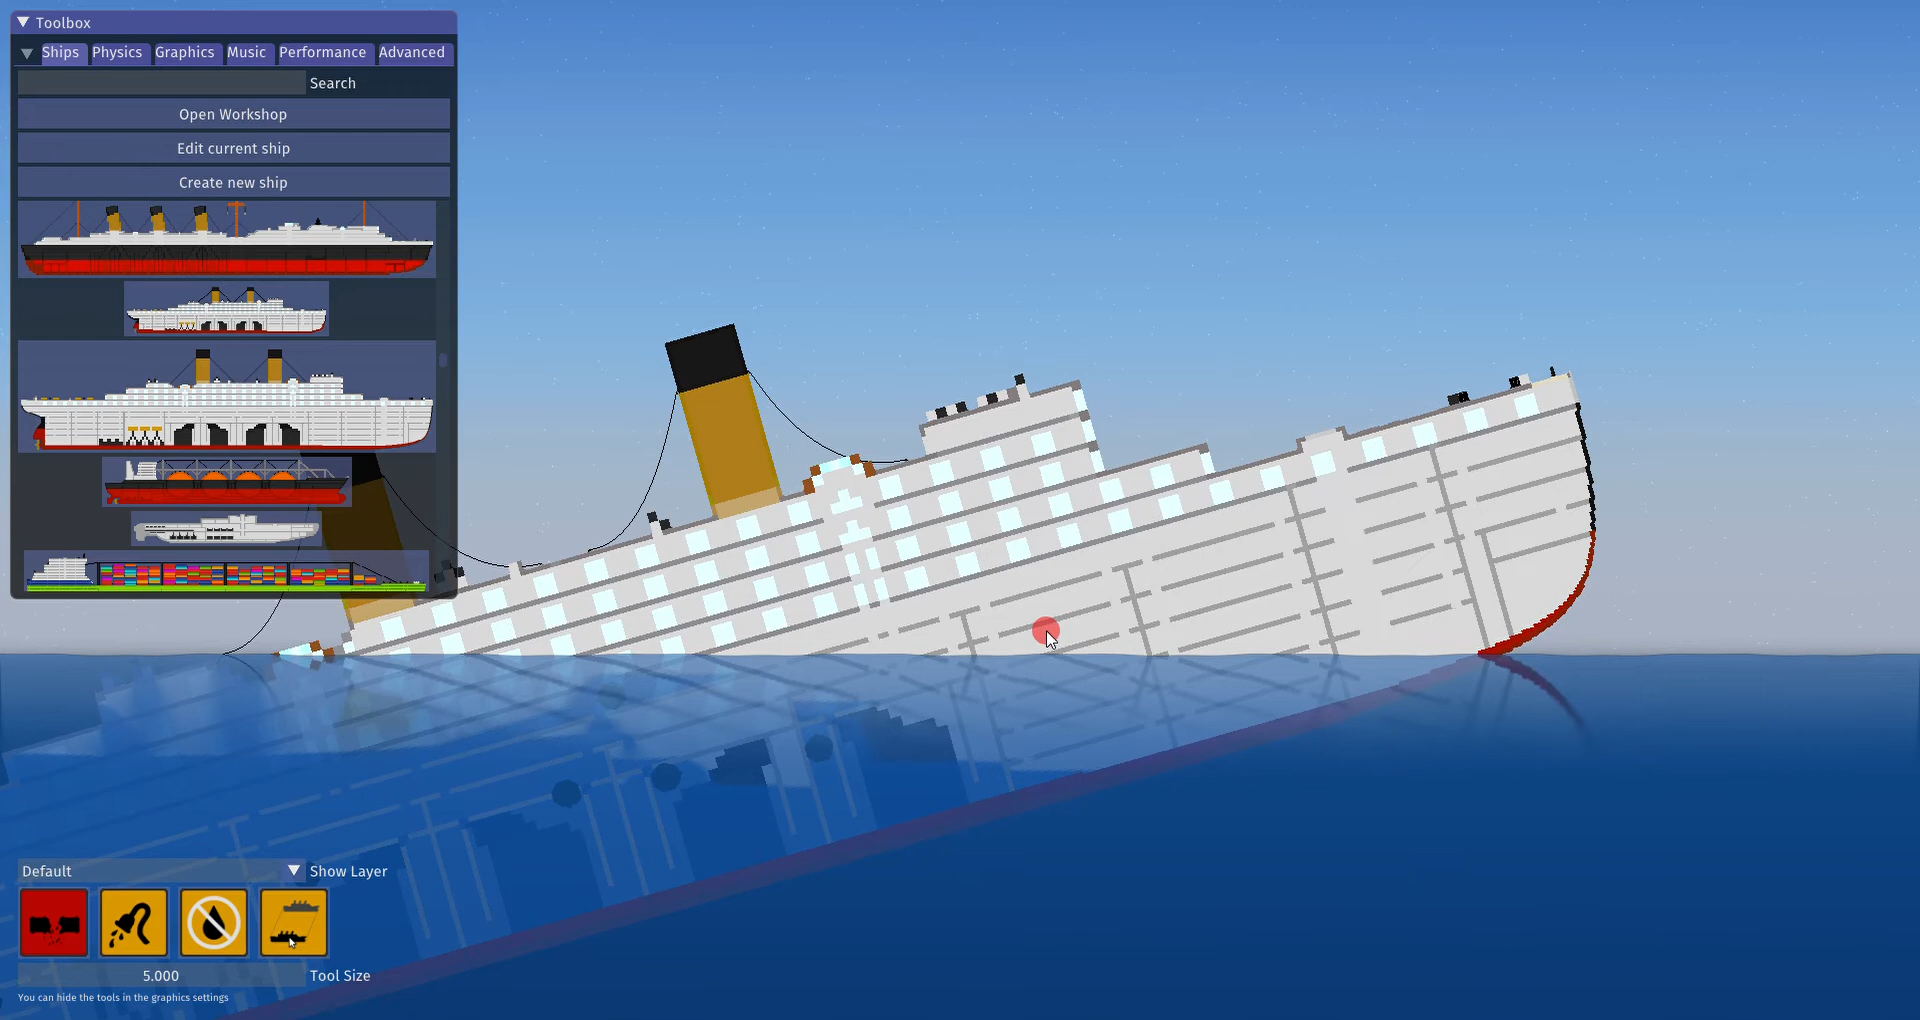 Toolbox
Ships Physics Graphics Music Performance Advanced
Search
Open Workshop
Edit current ship
Create new ship
Default Show Layer
5.000 Tool Size
You can hide the tools in the graphics settings